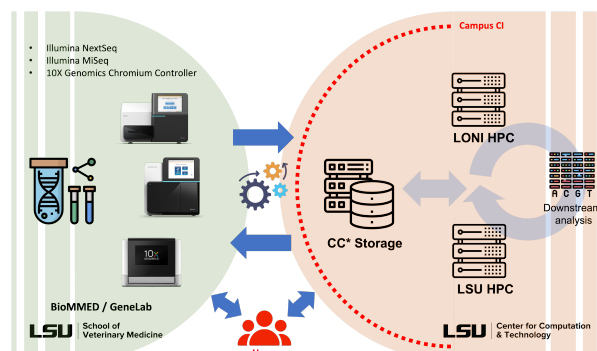 Campus CI
• Illumina NextSeq
• Illumina MiSeq
• 10X Genomics Chromium Controller
LONI HPC
CC* Storage
A C G T
Downstream
analysis
10x
LSU HPC
BioMMED / GeneLab
LSU School of
Veterinary Medicine
LSU Center for Computation
& Technology